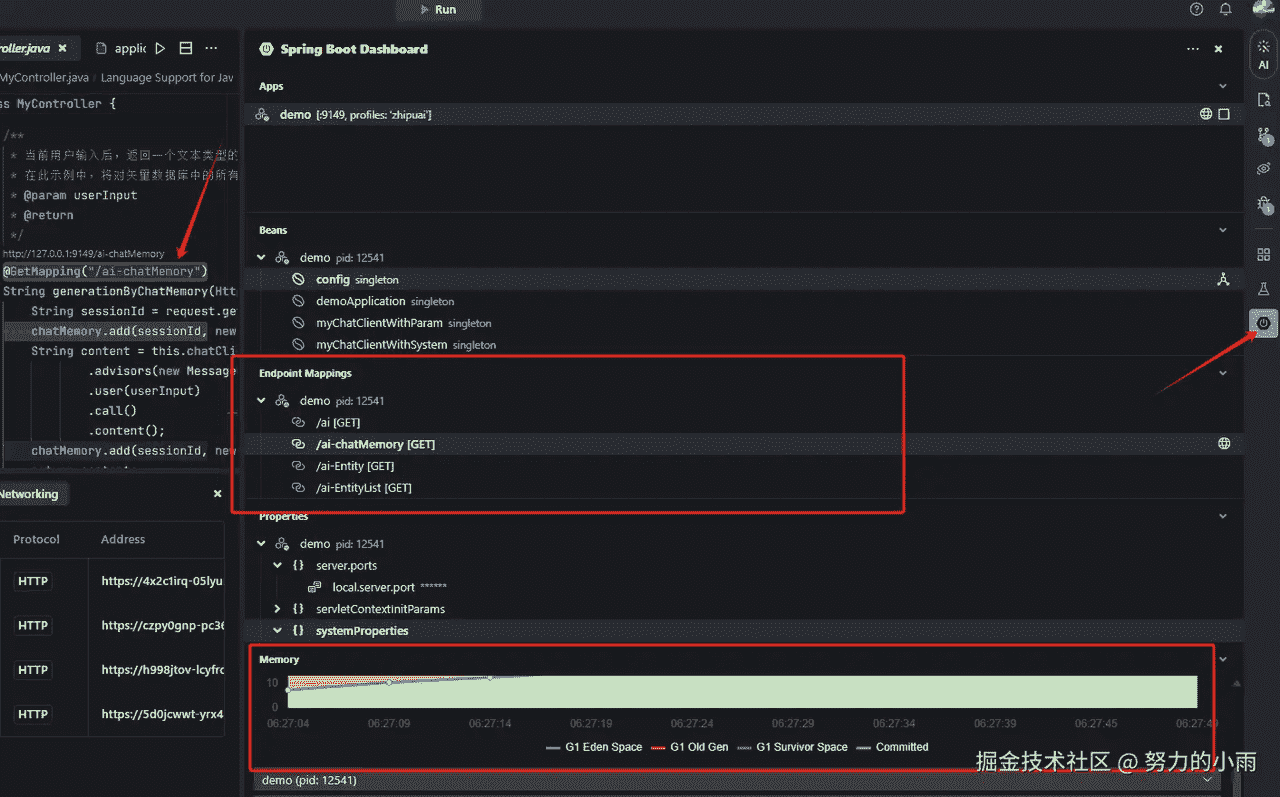 Run
roller.java
applic
MyController.java / Language Support for Jav
ss MyController {
/**
* 当前用户输入后，返回一个文本类型的
* 在此示例中，将对矢量数据库中的所有
* @param userInput
* @return
*/
http://127.0.0.1:9149/ai-chatMemory
@GetMapping("/ai-chatMemory")
String generationByChatMemory(Htt
String sessionId = request.ge
chatMemory.add(sessionId, new
String content = this.chatCli
.advisors(new Message
.user(userInput)
.call()
.content();
chatMemory.add(sessionId, new
Networking
Protocol Address
HTTP https://4x2c1irq-05lyu
HTTP https://czpy0gnp-pc36
HTTP https://h998jtov-lcyfro
HTTP https://5d0jcwwt-yrx4
Spring Boot Dashboard
Apps
demo [:9149, profiles: 'zhipuai']
Beans
demo pid: 12541
config singleton
demoApplication singleton
myChatClientWithParam singleton
myChatClientWithSystem singleton
Endpoint Mappings
demo pid: 12541
/ai [GET]
/ai-chatMemory [GET]
/ai-Entity [GET]
/ai-EntityList [GET]
Properties
demo pid: 12541
{} server.ports
local.server.port ******
{} servletContextInitParams
{} systemProperties
Memory
10
0
06:27:04 06:27:09 06:27:14 06:27:19 06:27:24 06:27:29 06:27:34 06:27:39 06:27:45 06:27:4
G1 Eden Space G1 Old Gen G1 Survivor Space Committed
demo (pid: 12541)
AI
掘金技术社区 @ 努力的小雨